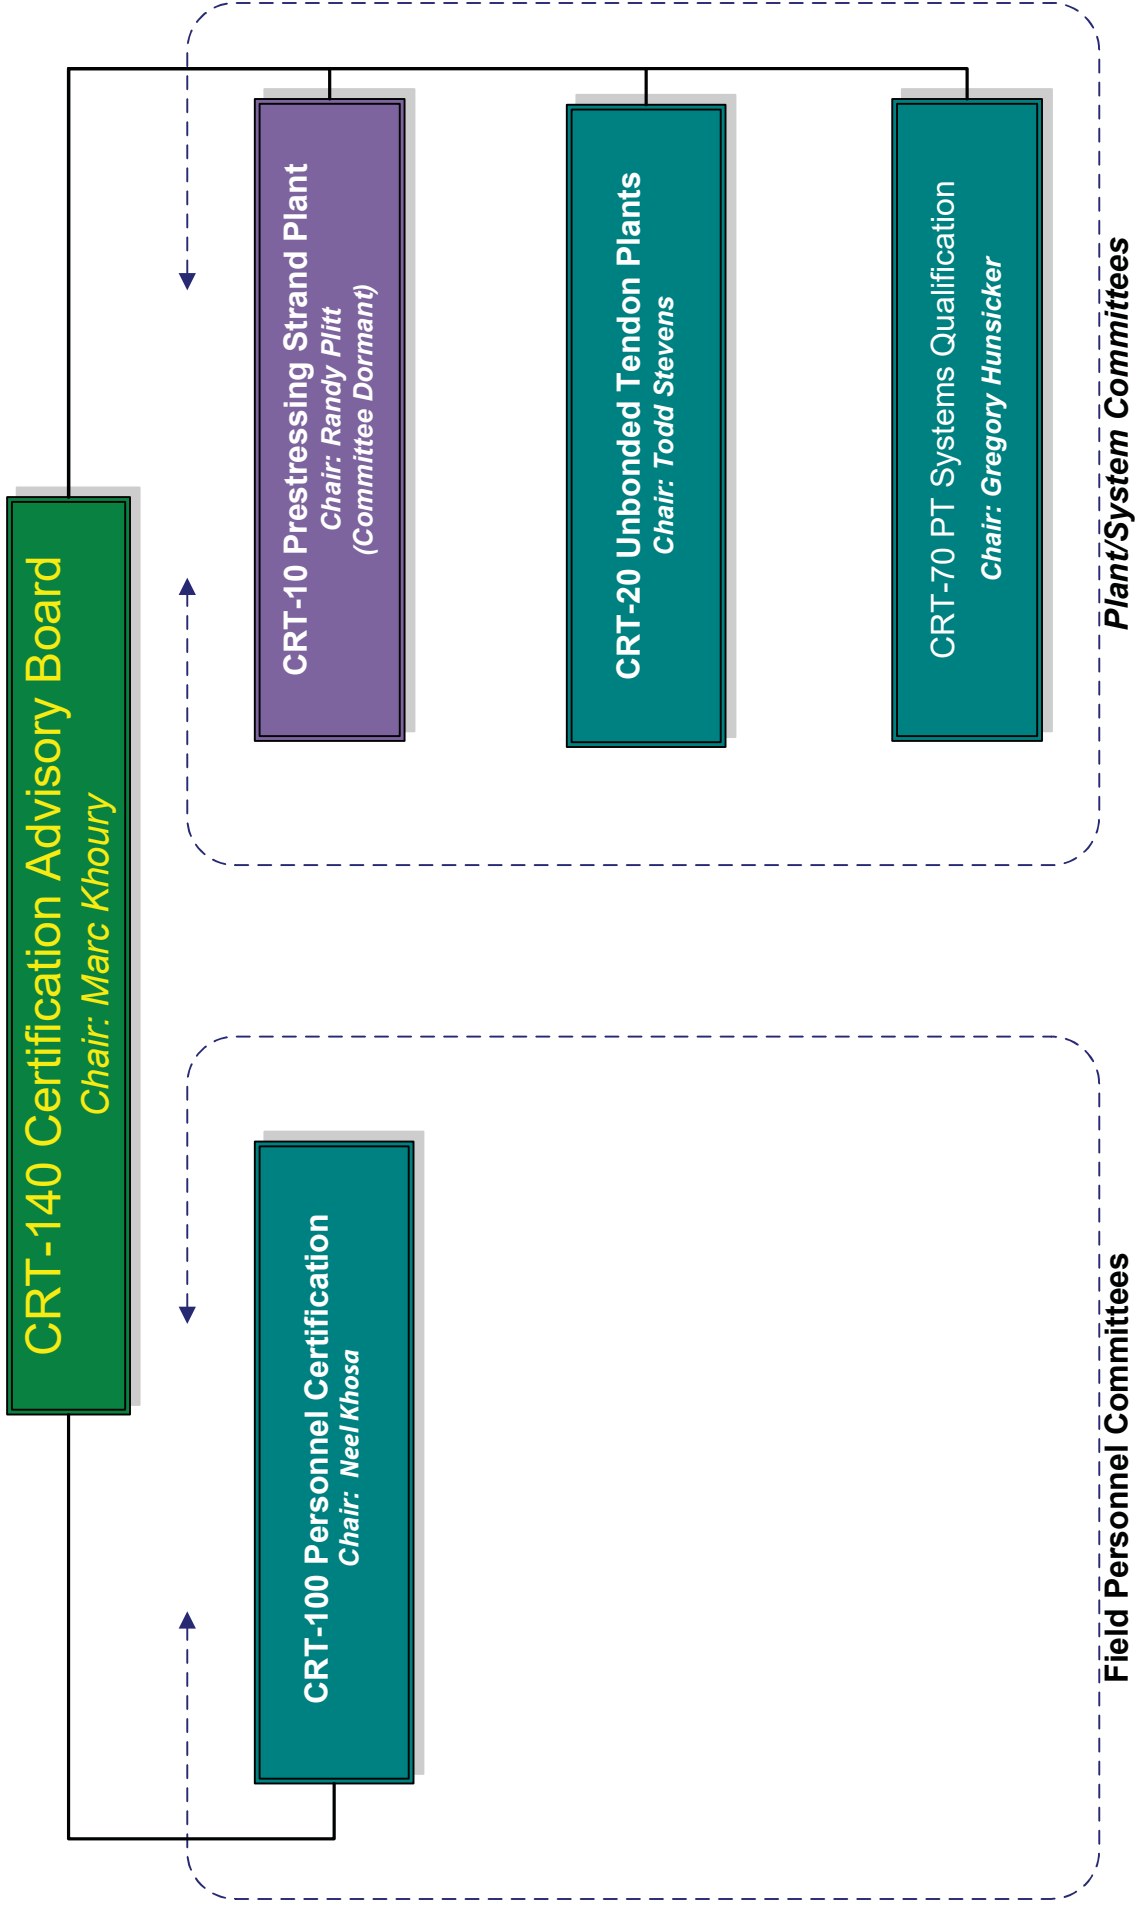 CRT-140 Certification Advisory Board
Chair: Marc Khoury
CRT-100 Personnel Certification
Chair: Neel Khosa
Field Personnel Committees
CRT-10 Prestressing Strand Plant
Chair: Randy Plitt
(Committee Dormant)
CRT-20 Unbonded Tendon Plants
Chair: Todd Stevens
CRT-70 PT Systems Qualification
Chair: Gregory Hunsicker
Plant/System Committees